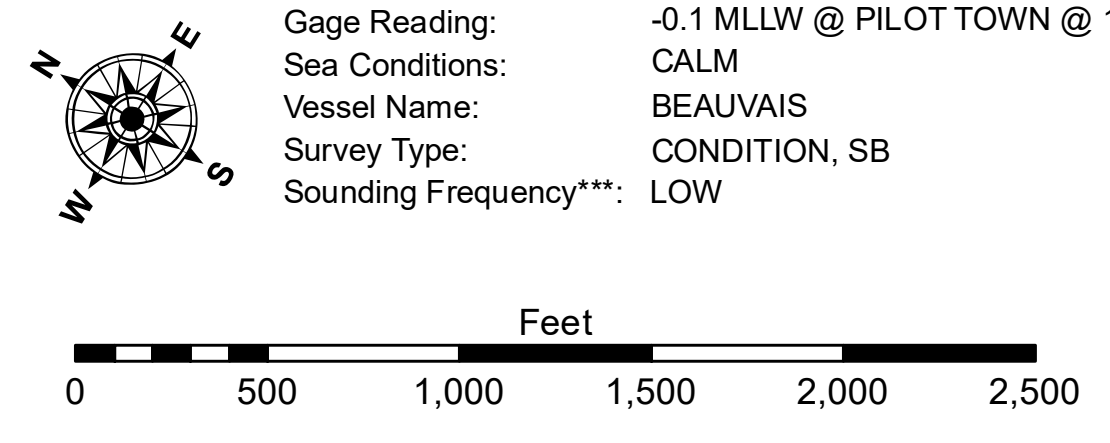 N
E
S
W
Gage Reading: -0.1 MLLW @ PILOT TOWN @
Sea Conditions: CALM
Vessel Name: BEAUVAIS
Survey Type: CONDITION, SB
Sounding Frequency***: LOW
Feet
0 500 1,000 1,500 2,000 2,500